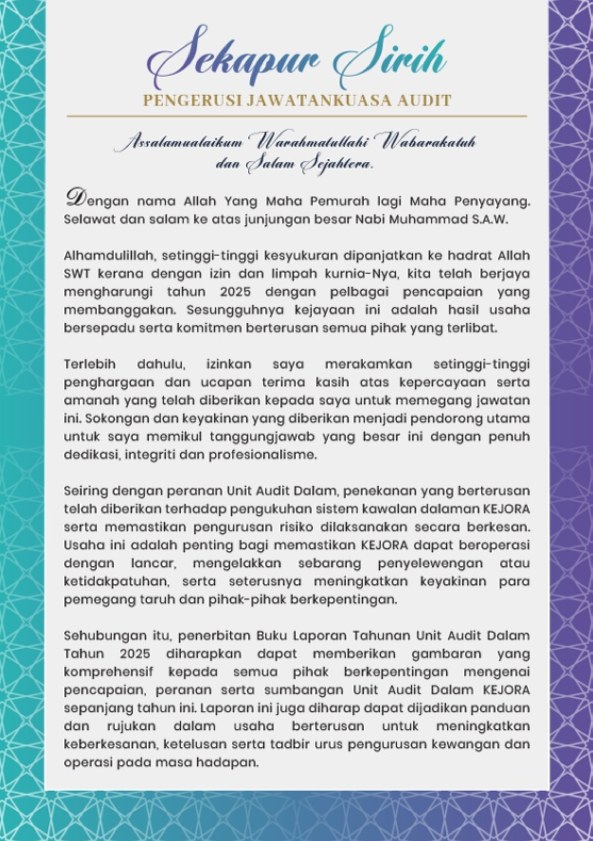 Sekapur Sirih
PENGERUSI JAWATANKUASA AUDIT
Assalamualaikum Warahmatullahi Wabarakatuh
dan Salam Sejahtera.
Dengan nama Allah Yang Maha Pemurah lagi Maha Penyayang.
Selawat dan salam ke atas junjungan besar Nabi Muhammad S.A.W.
Alhamdulillah, setinggi-tinggi kesyukuran dipanjatkan ke hadrat Allah
SWT kerana dengan izin dan limpah kurnia-Nya, kita telah berjaya
mengharungi tahun 2025 dengan pelbagai pencapaian yang
membanggakan. Sesungguhnya kejayaan ini adalah hasil usaha
bersepadu serta komitmen berterusan semua pihak yang terlibat.
Terlebih dahulu, izinkan saya merakamkan setinggi-tinggi
penghargaan dan ucapan terima kasih atas kepercayaan serta
amanah yang telah diberikan kepada saya untuk memegang jawatan
ini. Sokongan dan keyakinan yang diberikan menjadi pendorong utama
untuk saya memikul tanggungjawab yang besar ini dengan penuh
dedikasi, integriti dan profesionalisme.
Seiring dengan peranan Unit Audit Dalam, penekanan yang berterusan
telah diberikan terhadap pengukuhan sistem kawalan dalaman KEJORA
serta memastikan pengurusan risiko dilaksanakan secara berkesan.
Usaha ini adalah penting bagi memastikan KEJORA dapat beroperasi
dengan lancar, mengelakkan sebarang penyelewengan atau
ketidakpatuhan, serta seterusnya meningkatkan keyakinan para
pemegang taruh dan pihak-pihak berkepentingan.
Sehubungan itu, penerbitan Buku Laporan Tahunan Unit Audit Dalam
Tahun 2025 diharapkan dapat memberikan gambaran yang
komprehensif kepada semua pihak berkepentingan mengenai
pencapaian, peranan serta sumbangan Unit Audit Dalam KEJORA
sepanjang tahun ini. Laporan ini juga diharap dapat dijadikan panduan
dan rujukan dalam usaha berterusan untuk meningkatkan
keberkesanan, ketelusan serta tadbir urus pengurusan kewangan dan
operasi pada masa hadapan.